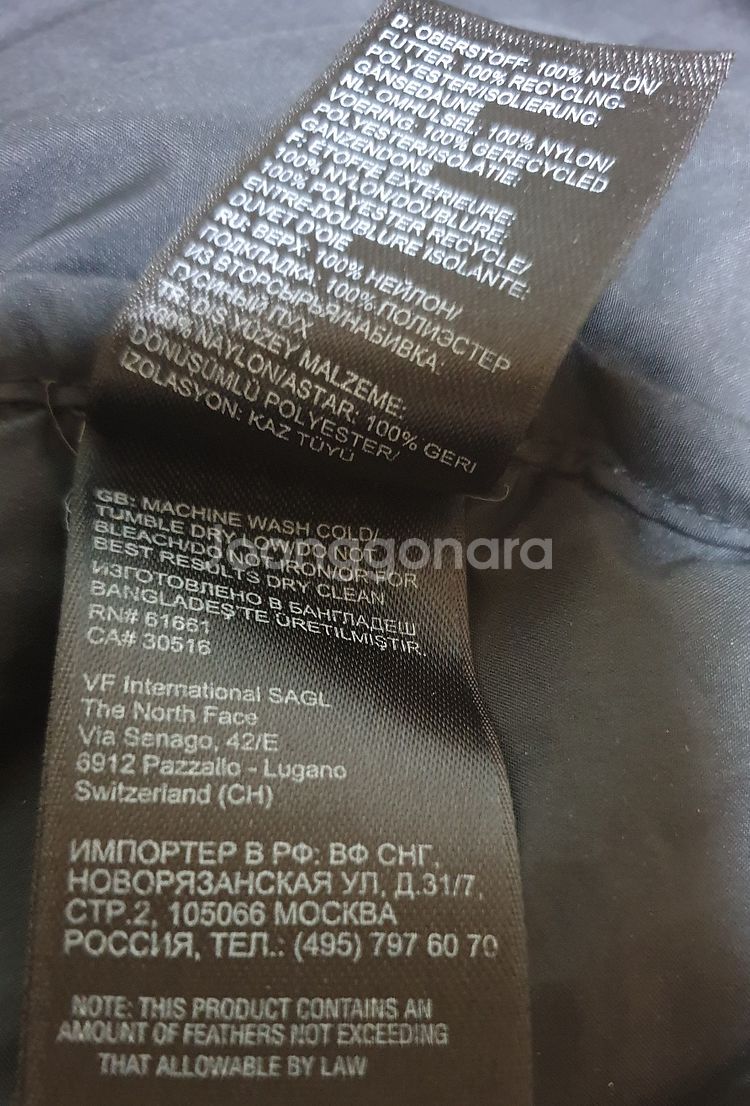 D: OBERSTOFF: 100% NYLON/
FUTTER: 100% RECYCLING-
POLYESTER/ISOLIERUNG:
GÄNSEDAUNE
NL: OMHULSEL: 100% NYLON/
VOERING: 100% GERECYCLED
POLYESTER/ISOLATIE:
GANZENDONS
F: ÉTOFFE EXTÉRIEURE:
100% NYLON/DOUBLURE:
100% POLYESTER RECYCLE/
ENTRE-DOUBLURE ISOLANTE:
DUVET D'OIE
RU: ВЕРХ: 100% НЕЙЛОН/
ПОДКЛАДКА: 100% ПОЛИЭСТЕР
ИЗ ВТОРСЫРЬЯ/НАБИВКА:
ГУСИНЫЙ ПУХ
TR: DIŞ YÜZEY MALZEME:
100% NAYLON/ASTAR: 100% GERİ
DÖNÜŞÜMLÜ POLYESTER/
İZOLASYON: KAZ TÜYÜ
GB: MACHINE WASH COLD/
TUMBLE DRY LOW/DO NOT
BLEACH/DO NOT IRON/OR FOR
BEST RESULTS DRY CLEAN
ИЗГОТОВЛЕНО В БАНГЛАДЕШ
BANGLADEŞ'TE ÜRETİLMİŞTİR.
RN# 61661
CA# 30516
VF International SAGL
The North Face
Via Senago, 42/E
6912 Pazzallo - Lugano
Switzerland (CH)
ИМПОРТЕР В РФ: ВФ СНГ,
НОВОРЯЗАНСКАЯ УЛ, Д.31/7,
СТР.2, 105066 МОСКВА
РОССИЯ, ТЕЛ.: (495) 797 60 70
NOTE: THIS PRODUCT CONTAINS AN
AMOUNT OF FEATHERS NOT EXCEEDING
THAT ALLOWABLE BY LAW